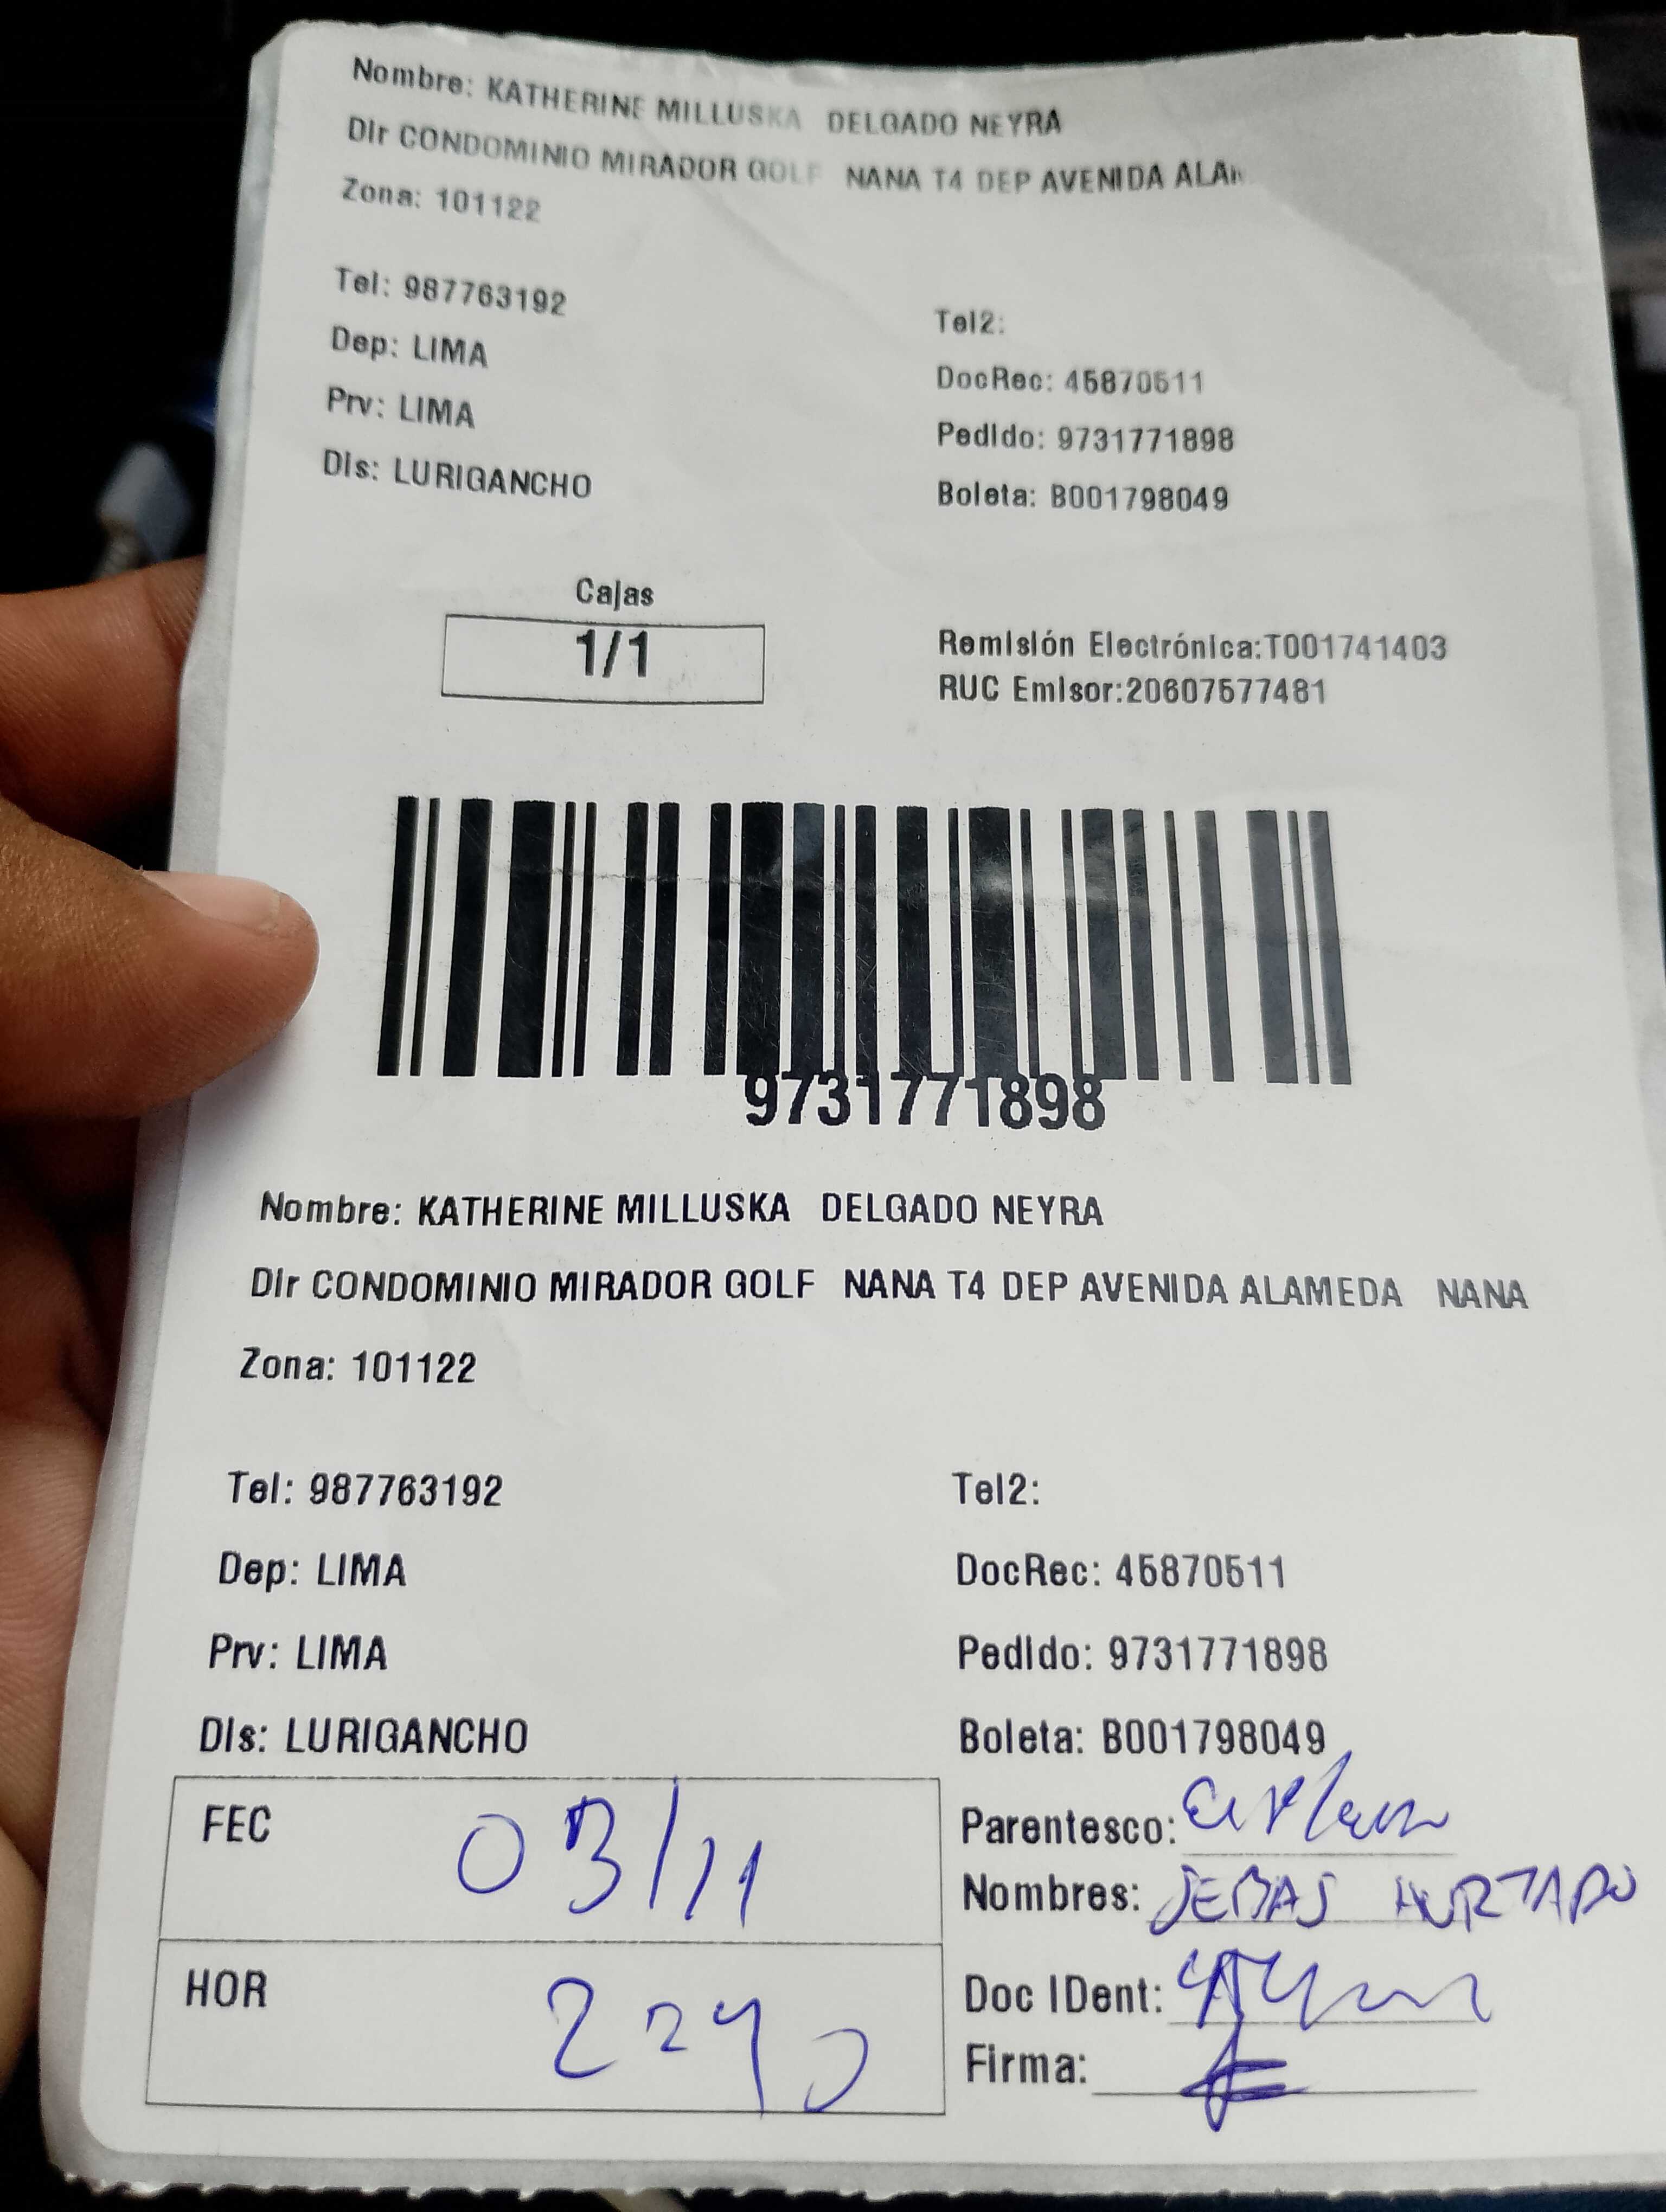 Nombre: KATHERINE MILLUSKA DELGADO NEYRA
Dir CONDOMINIO MIRADOR GOLF NANA T4 DEP AVENIDA ALA
Zona: 101122
Tel: 987763192
Tel2:
Dep: LIMA
DocRec: 45870511
Prv: LIMA
Pedido: 9731771898
Dis: LURIGANCHO
Boleta: B001798049
Cajas
1/1
Remisión Electrónica:T001741403
RUC Emisor:20607577481
9731771898
Nombre: KATHERINE MILLUSKA DELGADO NEYRA
Dir CONDOMINIO MIRADOR GOLF NANA T4 DEP AVENIDA ALAMEDA NANA
Zona: 101122
Tel: 987763192
Tel2:
Dep: LIMA
DocRec: 45870511
Prv: LIMA
Pedido: 9731771898
Dis: LURIGANCHO
Boleta: B001798049
FEC 03/11
Parentesco:
Nombres: HURTADO
HOR
Doc IDent:
Firma: